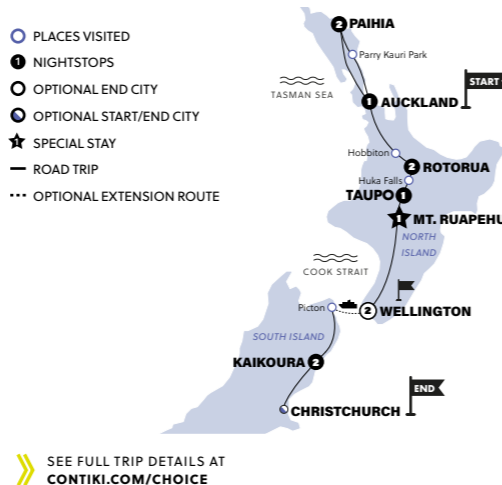 PLACES VISITED
1 NIGHTSTOPS
OPTIONAL END CITY
OPTIONAL START/END CITY
1 SPECIAL STAY
ROAD TRIP
OPTIONAL EXTENSION ROUTE
2 PAIHIA
Parry Kauri Park
TASMAN SEA
START
1 AUCKLAND
Hobbiton
2 ROTORUA
Huka Falls
TAUPO 1
1 MT. RUAPEHU
NORTH
ISLAND
COOK STRAIT
Picton
2 WELLINGTON
SOUTH ISLAND
KAIKOURA 2
END
CHRISTCHURCH
SEE FULL TRIP DETAILS AT
CONTIKI.COM/CHOICE